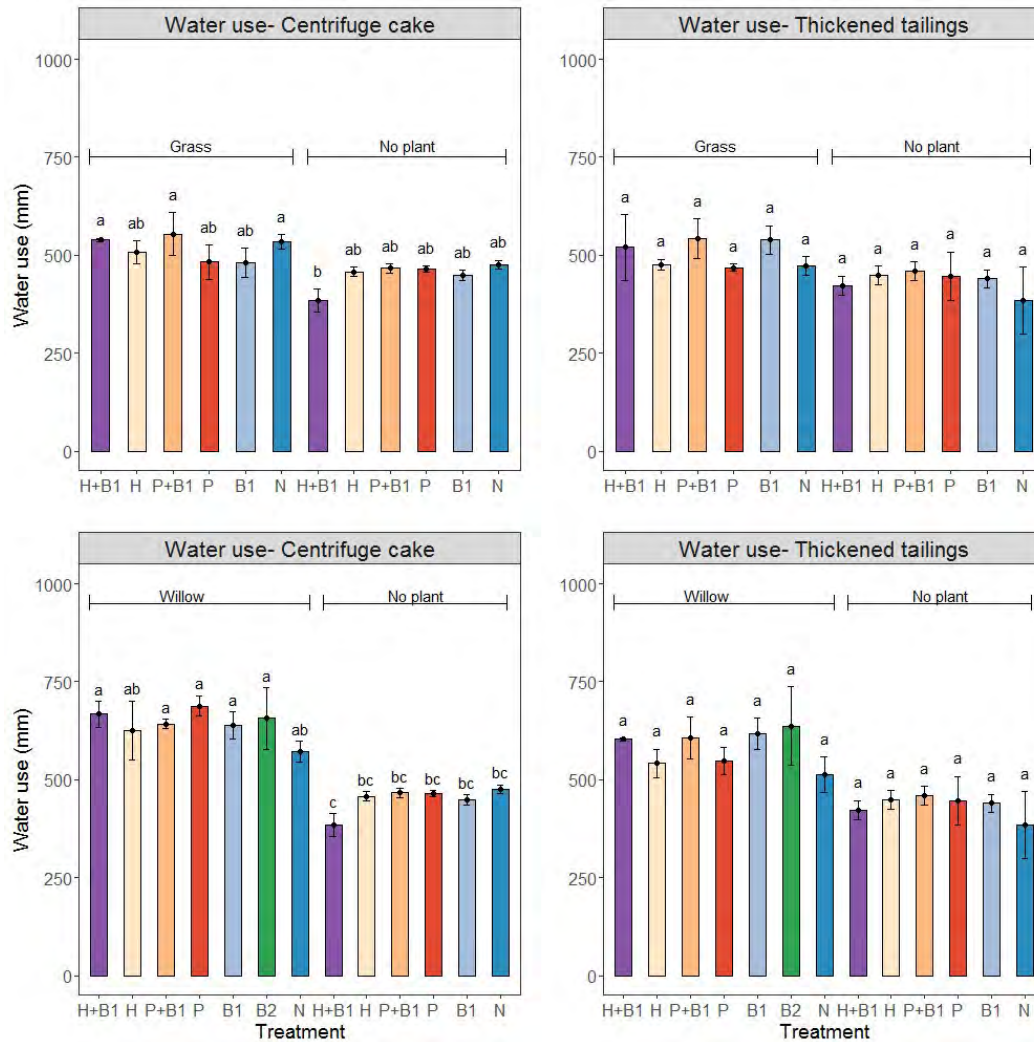 Water use- Centrifuge cake
Water use- Thickened tailings
Water use (mm)
1000
750
500
250
0
Grass
No plant
a ab a ab ab a b ab ab ab ab ab
H+B1 H P+B1 P B1 N H+B1 H P+B1 P B1 N
1000
750
500
250
0
Grass
No plant
a a a a a a a a a a a a
H+B1 H P+B1 P B1 N H+B1 H P+B1 P B1 N
Water use- Centrifuge cake
Water use- Thickened tailings
Water use (mm)
1000
750
500
250
0
Willow
No plant
a ab a a a a ab c bc bc bc bc bc
H+B1 H P+B1 P B1 B2 N H+B1 H P+B1 P B1 N
Treatment
1000
750
500
250
0
Willow
No plant
a a a a a a a a a a a a a
H+B1 H P+B1 P B1 B2 N H+B1 H P+B1 P B1 N
Treatment